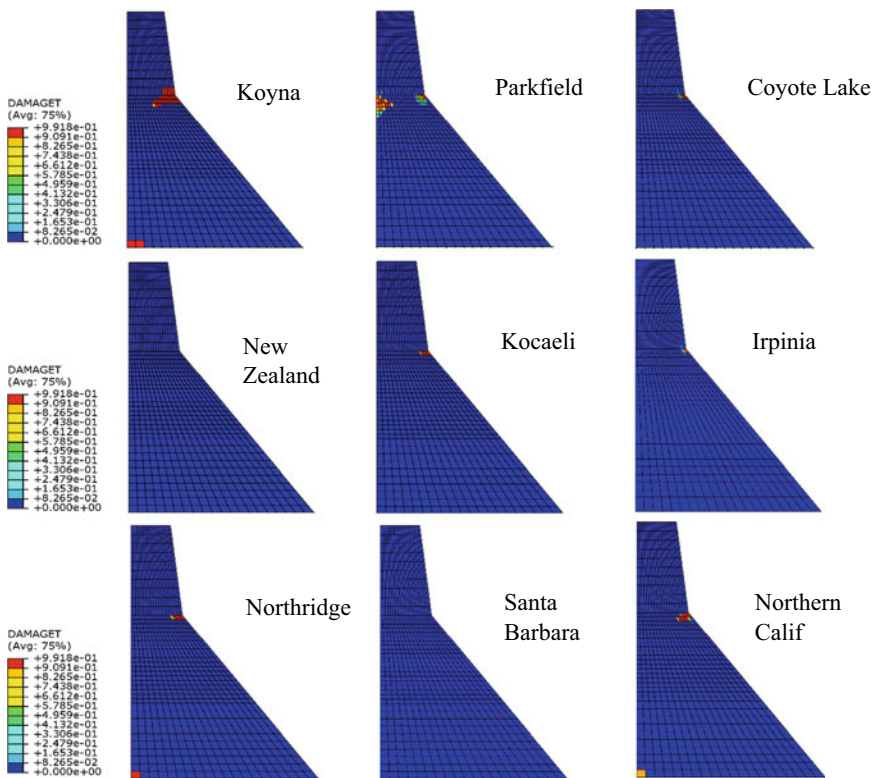 Koyna
Parkfield
Coyote Lake
DAMAGET
(Avg: 75%)
+9.918e-01
+9.091e-01
+8.265e-01
+7.438e-01
+6.612e-01
+5.785e-01
+4.959e-01
+4.132e-01
+3.306e-01
+2.479e-01
+1.653e-01
+8.265e-02
+0.000e+00
New
Zealand
Kocaeli
Irpinia
DAMAGET
(Avg: 75%)
+9.918e-01
+9.091e-01
+8.265e-01
+7.438e-01
+6.612e-01
+5.785e-01
+4.959e-01
+4.132e-01
+3.306e-01
+2.479e-01
+1.653e-01
+8.265e-02
+0.000e+00
Northridge
Santa
Barbara
Northern
Calif
DAMAGET
(Avg: 75%)
+9.918e-01
+9.091e-01
+8.265e-01
+7.438e-01
+6.612e-01
+5.785e-01
+4.959e-01
+4.132e-01
+3.306e-01
+2.479e-01
+1.653e-01
+8.265e-02
+0.000e+00